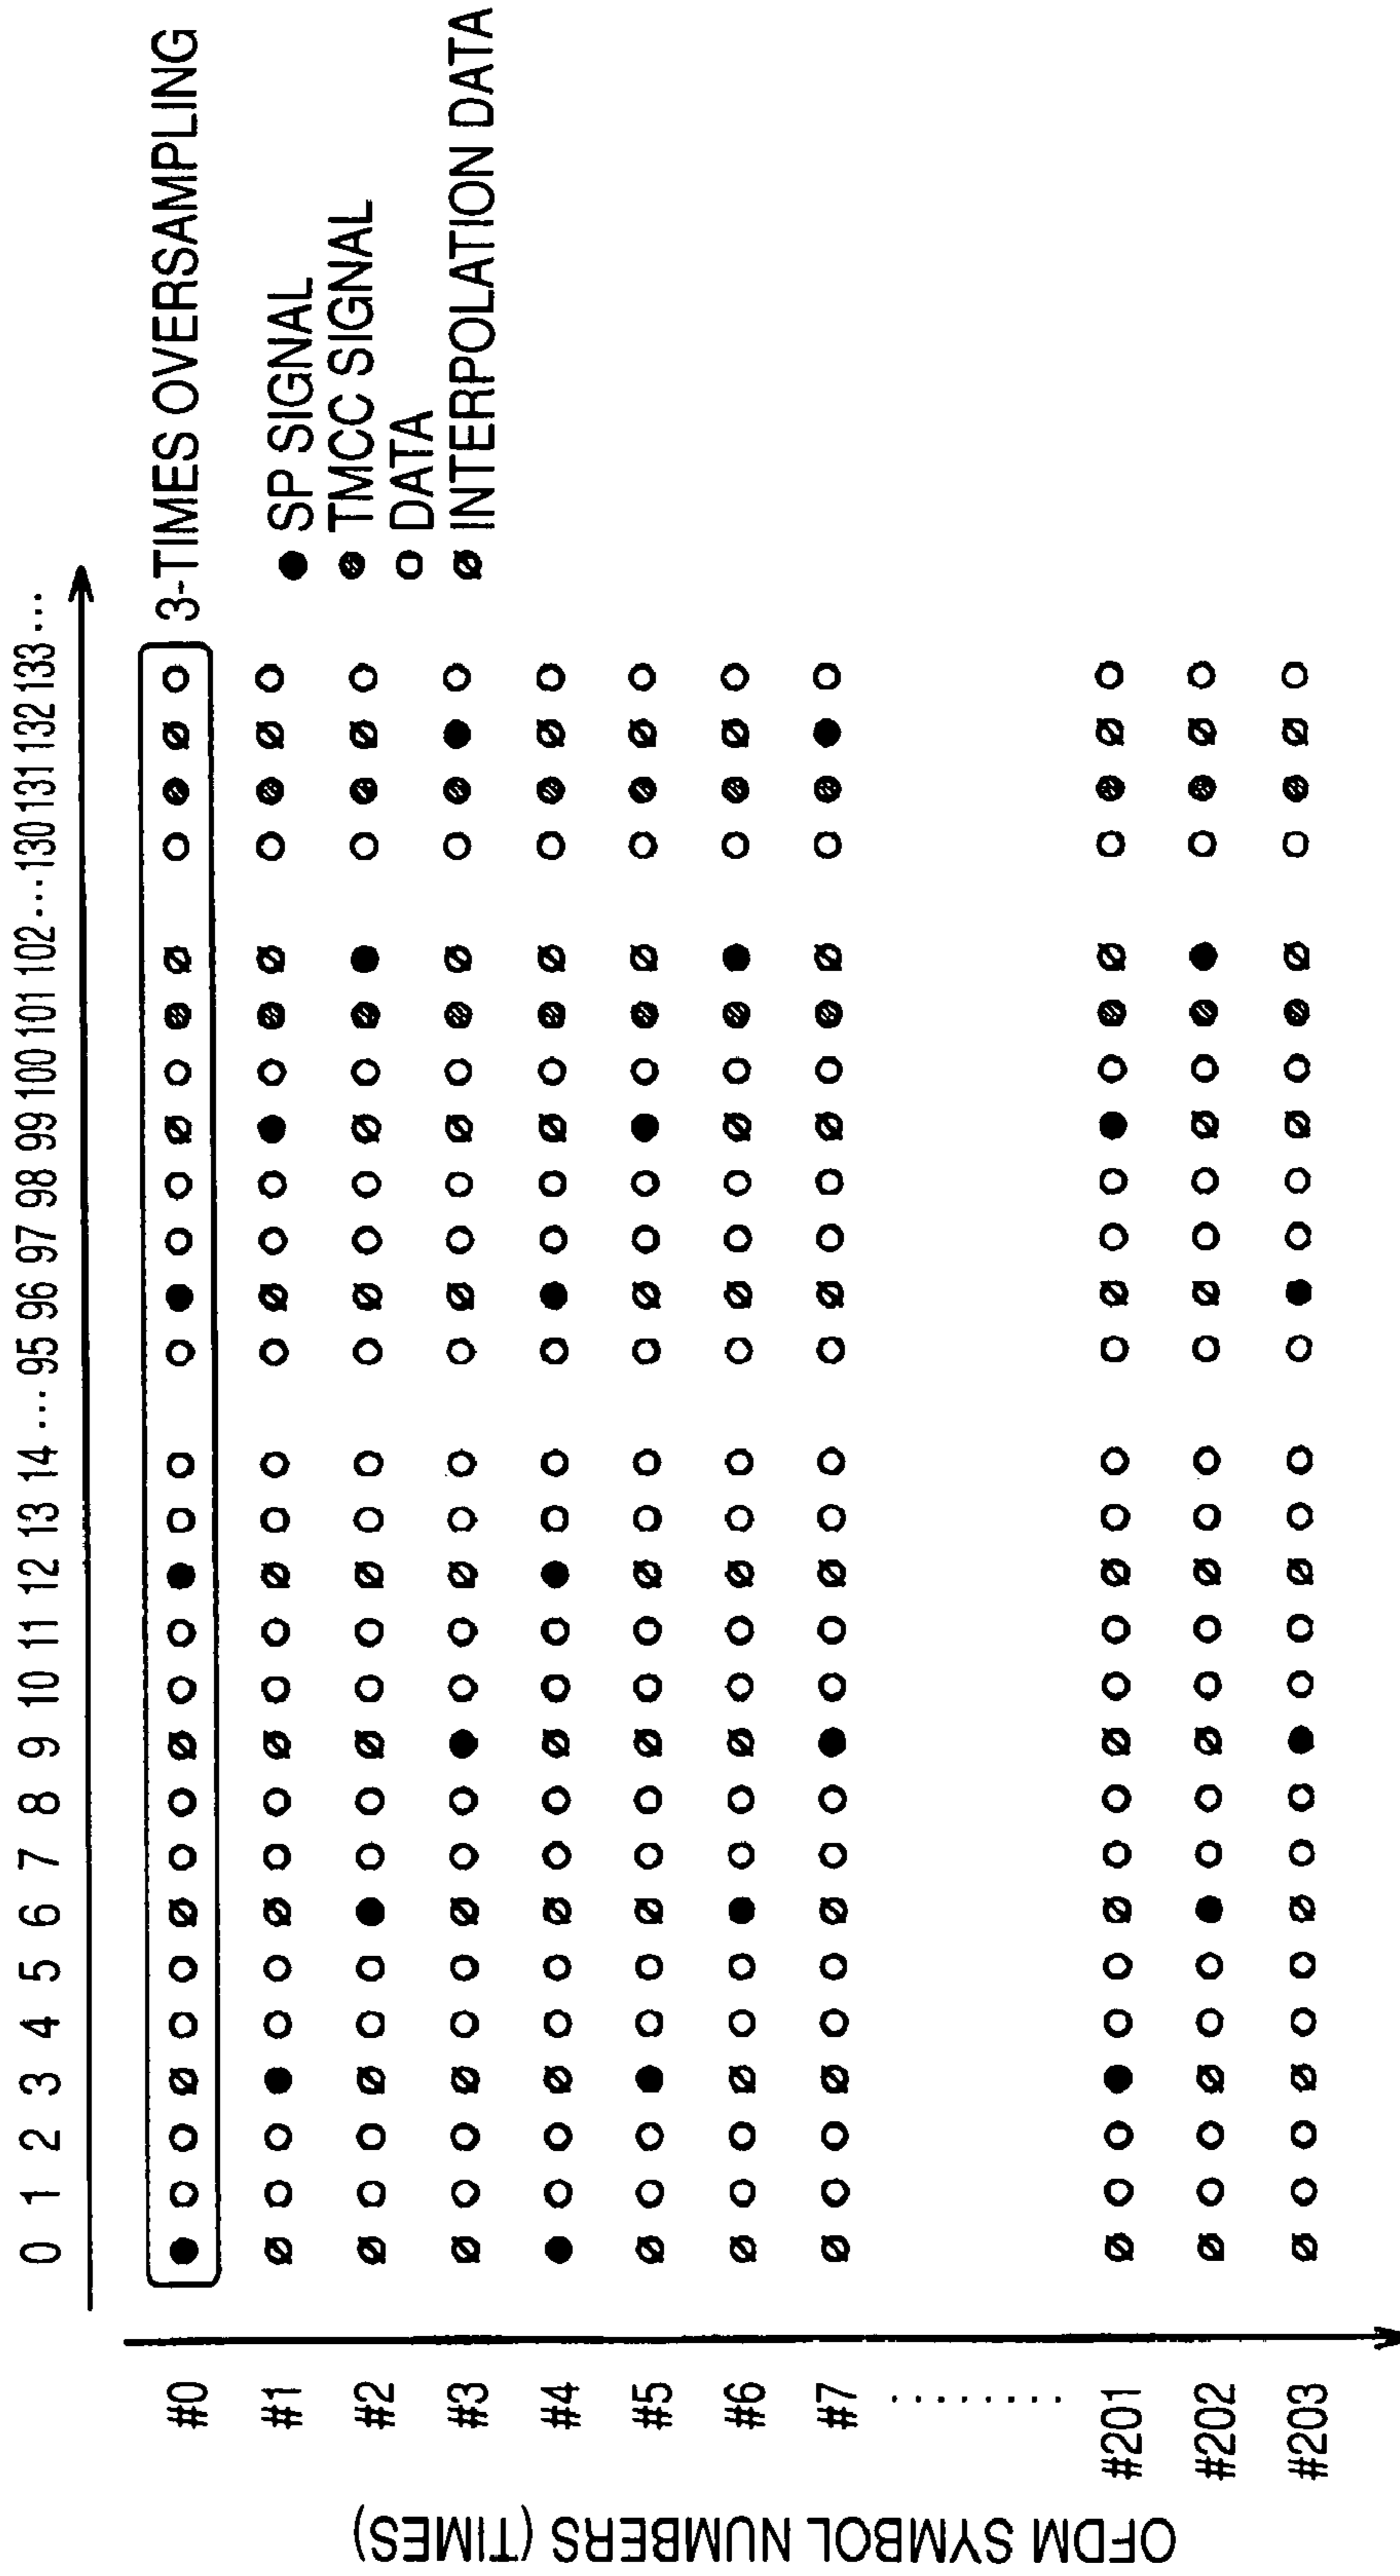 0 1 2 3 4 5 6 7 8 9 10 11 12 13 14 ... 95 96 97 98 99 100 101 102 ... 130 131 132 133 ...
3-TIMES OVERSAMPLING
SP SIGNAL
TMCC SIGNAL
DATA
INTERPOLATION DATA
OFDM SYMBOL NUMBERS (TIMES)
#0
#1
#2
#3
#4
#5
#6
#7
........
#201
#202
#203